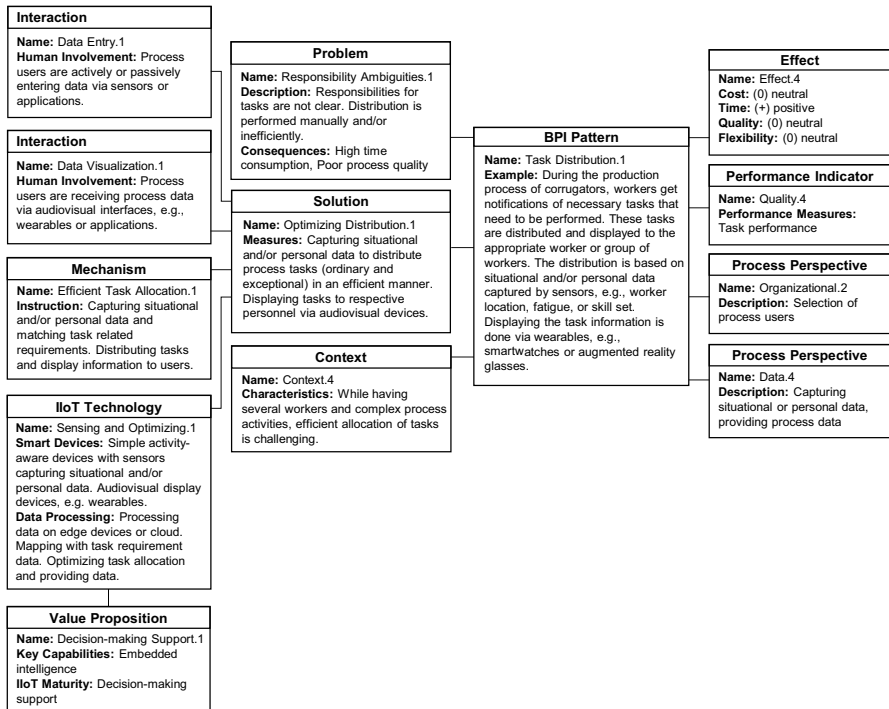 Interaction
Name: Data Entry.1
Human Involvement: Process
users are actively or passively
entering data via sensors or
applications.
Interaction
Name: Data Visualization.1
Human Involvement: Process
users are receiving process data
via audiovisual interfaces, e.g.,
wearables or applications.
Mechanism
Name: Efficient Task Allocation.1
Instruction: Capturing situational
and/or personal data and
matching task related
requirements. Distributing tasks
and display information to users.
IIoT Technology
Name: Sensing and Optimizing.1
Smart Devices: Simple activity-
aware devices with sensors
capturing situational and/or
personal data. Audiovisual display
devices, e.g. wearables.
Data Processing: Processing
data on edge devices or cloud.
Mapping with task requirement
data. Optimizing task allocation
and providing data.
Value Proposition
Name: Decision-making Support.1
Key Capabilities: Embedded
intelligence
IIoT Maturity: Decision-making
support
Problem
Name: Responsibility Ambiguities.1
Description: Responsibilities for
tasks are not clear. Distribution is
performed manually and/or
inefficiently.
Consequences: High time
consumption, Poor process quality
Solution
Name: Optimizing Distribution.1
Measures: Capturing situational
and/or personal data to distribute
process tasks (ordinary and
exceptional) in an efficient manner.
Displaying tasks to respective
personnel via audiovisual devices.
Context
Name: Context.4
Characteristics: While having
several workers and complex process
activities, efficient allocation of tasks
is challenging.
BPI Pattern
Name: Task Distribution.1
Example: During the production
process of corrugators, workers get
notifications of necessary tasks that
need to be performed. These tasks
are distributed and displayed to the
appropriate worker or group of
workers. The distribution is based on
situational and/or personal data
captured by sensors, e.g., worker
location, fatigue, or skill set.
Displaying the task information is
done via wearables, e.g.,
smartwatches or augmented reality
glasses.
Effect
Name: Effect.4
Cost: (0) neutral
Time: (+) positive
Quality: (0) neutral
Flexibility: (0) neutral
Performance Indicator
Name: Quality.4
Performance Measures:
Task performance
Process Perspective
Name: Organizational.2
Description: Selection of
process users
Process Perspective
Name: Data.4
Description: Capturing
situational or personal data,
providing process data